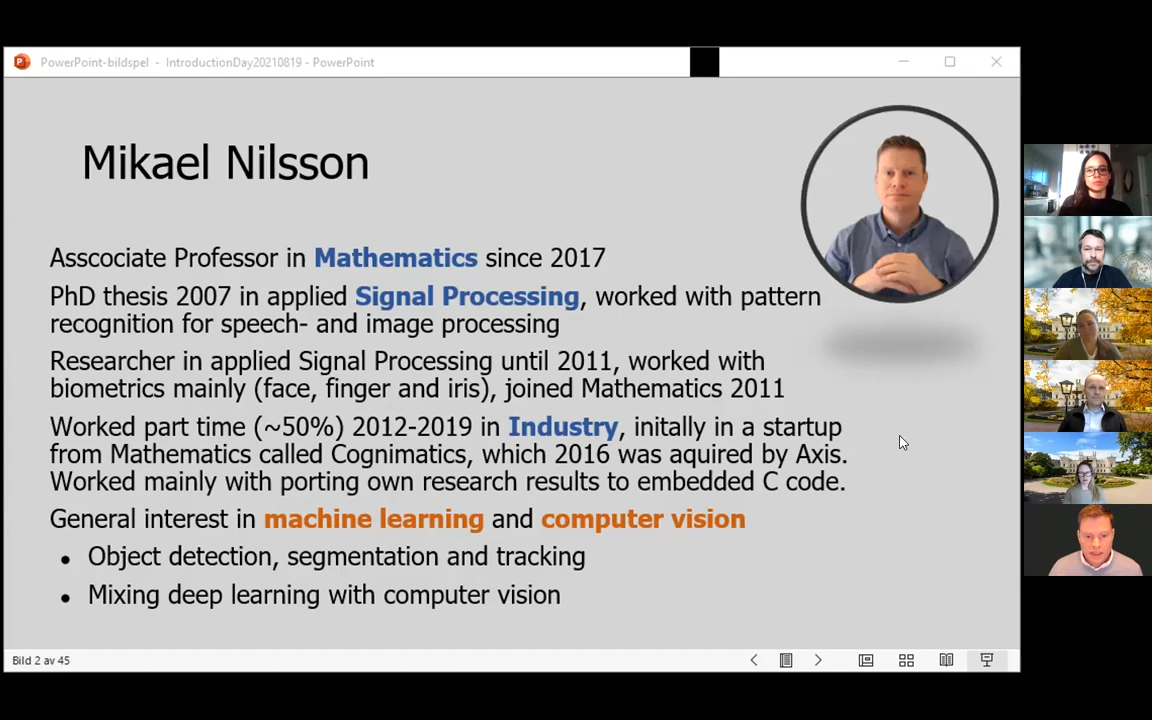 PowerPoint-bildspel - IntroductionDay20210819 - PowerPoint
Mikael Nilsson
Asscociate Professor in Mathematics since 2017
PhD thesis 2007 in applied Signal Processing, worked with pattern
recognition for speech- and image processing
Researcher in applied Signal Processing until 2011, worked with
biometrics mainly (face, finger and iris), joined Mathematics 2011
Worked part time (~50%) 2012-2019 in Industry, initally in a startup
from Mathematics called Cognimatics, which 2016 was aquired by Axis.
Worked mainly with porting own research results to embedded C code.
General interest in machine learning and computer vision
• Object detection, segmentation and tracking
• Mixing deep learning with computer vision
Bild 2 av 45